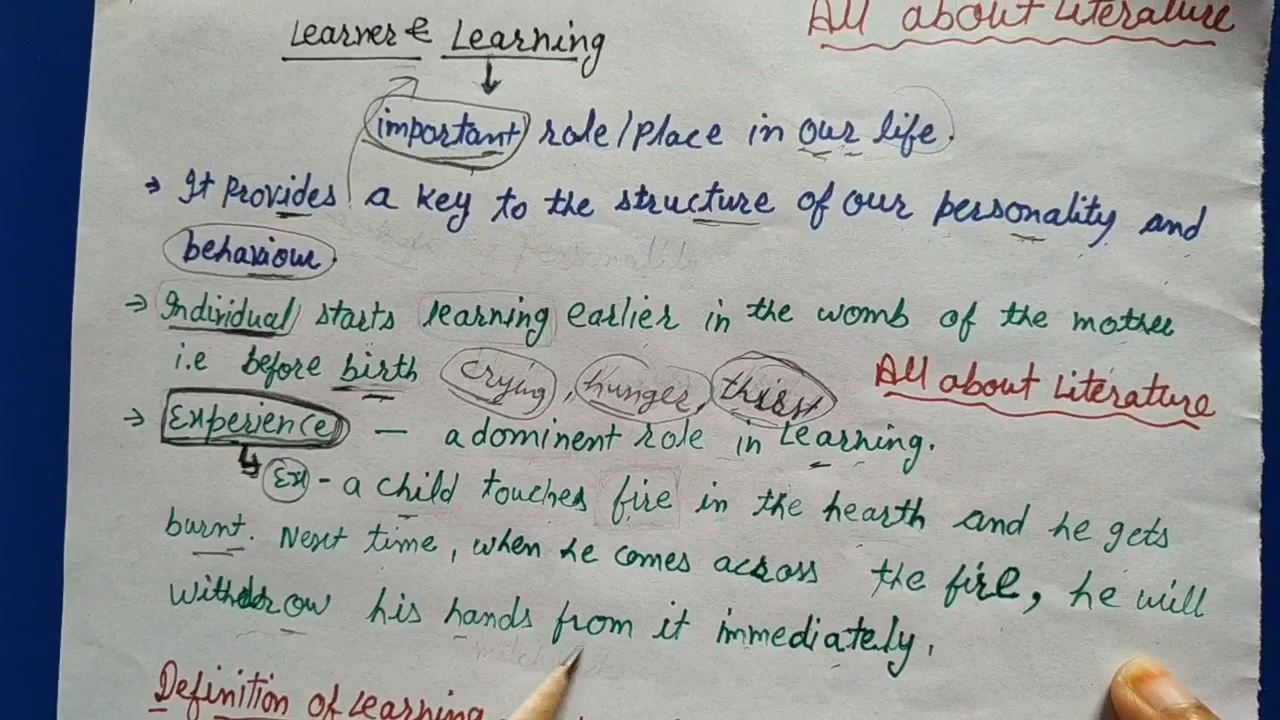 All about Literature
Learner & Learning
important role/Place in our life.
→ It provides a key to the structure of our personality and
behaviour.
→ Individual starts learning earlier in the womb of the mother
i.e before birth crying, hunger, thirst
All about Literature
→ Experience — a dominent role in Learning.
Ex - a child touches fire in the hearth and he gets
burnt. Next time, when he comes across the fire, he will
withdrow his hands from it immediately.
Definition of Learning